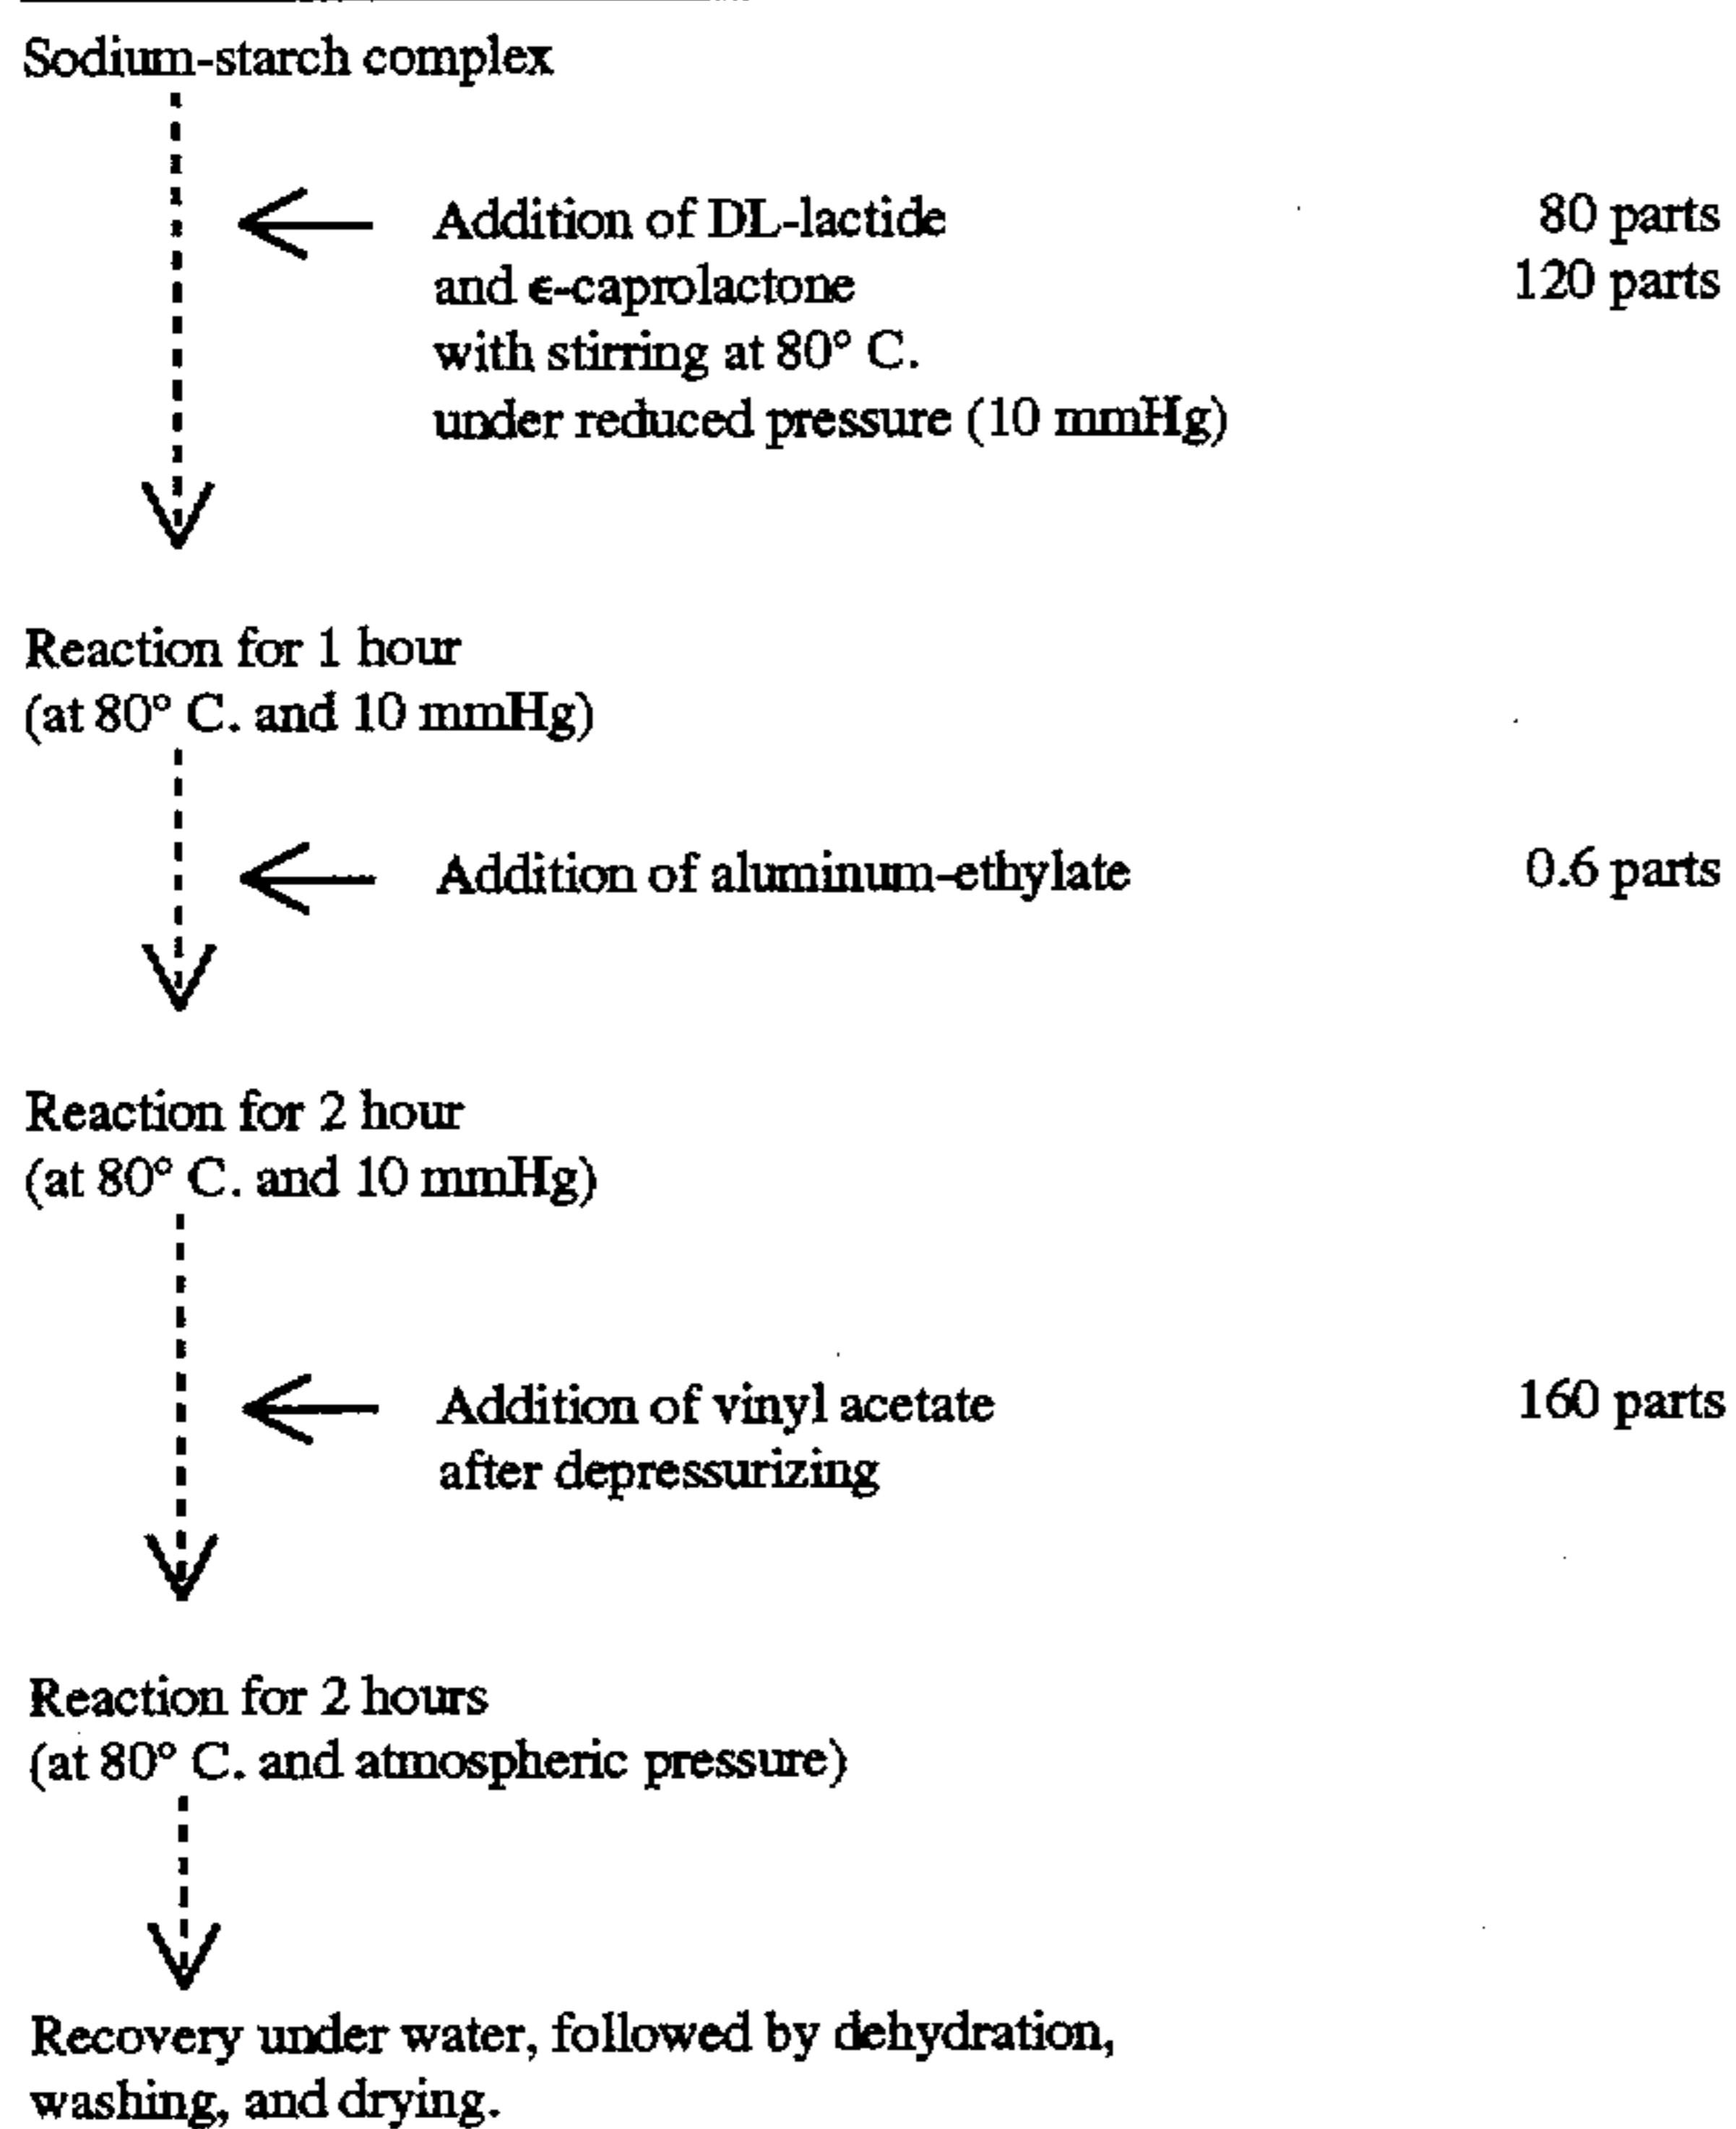 Sodium-starch complex
Addition of DL-lactide 80 parts
and ε-caprolactone 120 parts
with stirring at 80° C.
under reduced pressure (10 mmHg)
Reaction for 1 hour
(at 80° C. and 10 mmHg)
Addition of aluminum-ethylate 0.6 parts
Reaction for 2 hour
(at 80° C. and 10 mmHg)
Addition of vinyl acetate 160 parts
after depressurizing
Reaction for 2 hours
(at 80° C. and atmospheric pressure)
Recovery under water, followed by dehydration,
washing, and drying.